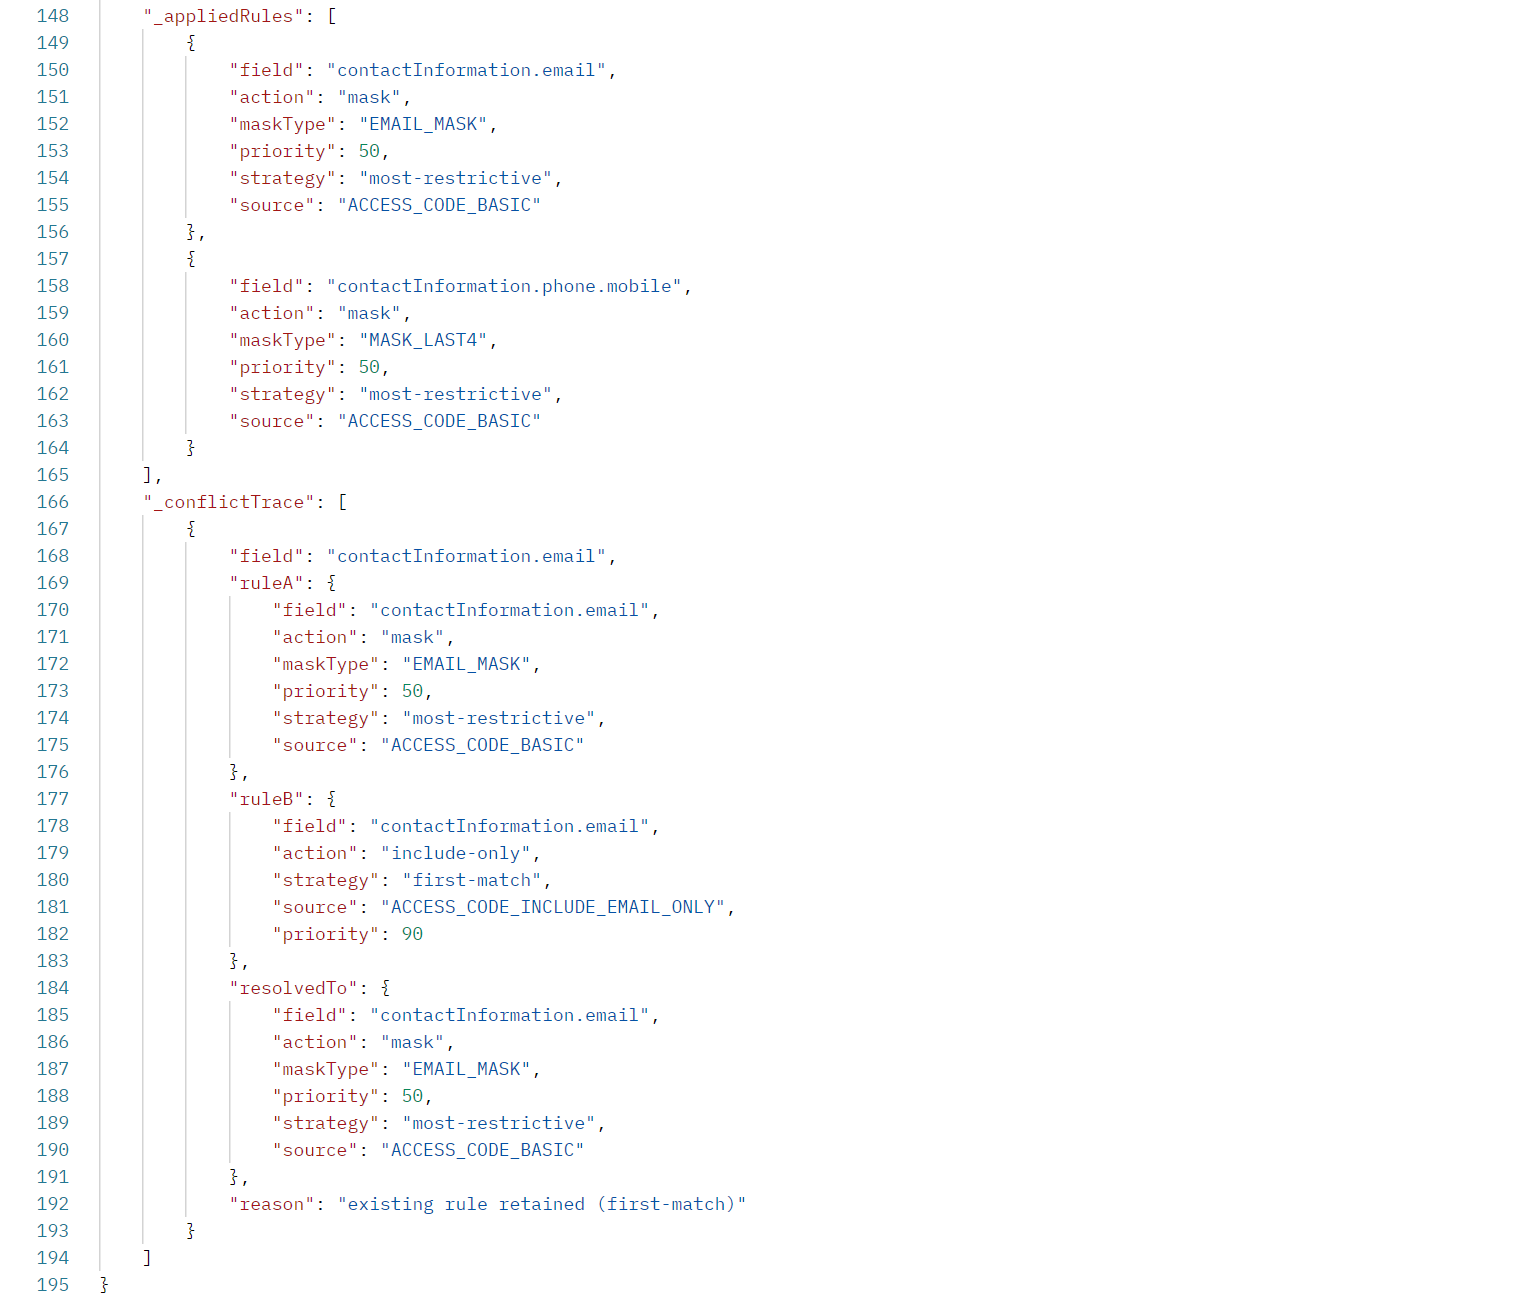 148 "_appliedRules": [
149 {
150 "field": "contactInformation.email",
151 "action": "mask",
152 "maskType": "EMAIL_MASK",
153 "priority": 50,
154 "strategy": "most-restrictive",
155 "source": "ACCESS_CODE_BASIC"
156 },
157 {
158 "field": "contactInformation.phone.mobile",
159 "action": "mask",
160 "maskType": "MASK_LAST4",
161 "priority": 50,
162 "strategy": "most-restrictive",
163 "source": "ACCESS_CODE_BASIC"
164 }
165 ],
166 "_conflictTrace": [
167 {
168 "field": "contactInformation.email",
169 "ruleA": {
170 "field": "contactInformation.email",
171 "action": "mask",
172 "maskType": "EMAIL_MASK",
173 "priority": 50,
174 "strategy": "most-restrictive",
175 "source": "ACCESS_CODE_BASIC"
176 },
177 "ruleB": {
178 "field": "contactInformation.email",
179 "action": "include-only",
180 "strategy": "first-match",
181 "source": "ACCESS_CODE_INCLUDE_EMAIL_ONLY",
182 "priority": 90
183 },
184 "resolvedTo": {
185 "field": "contactInformation.email",
186 "action": "mask",
187 "maskType": "EMAIL_MASK",
188 "priority": 50,
189 "strategy": "most-restrictive",
190 "source": "ACCESS_CODE_BASIC"
191 },
192 "reason": "existing rule retained (first-match)"
193 }
194 ]
195 }